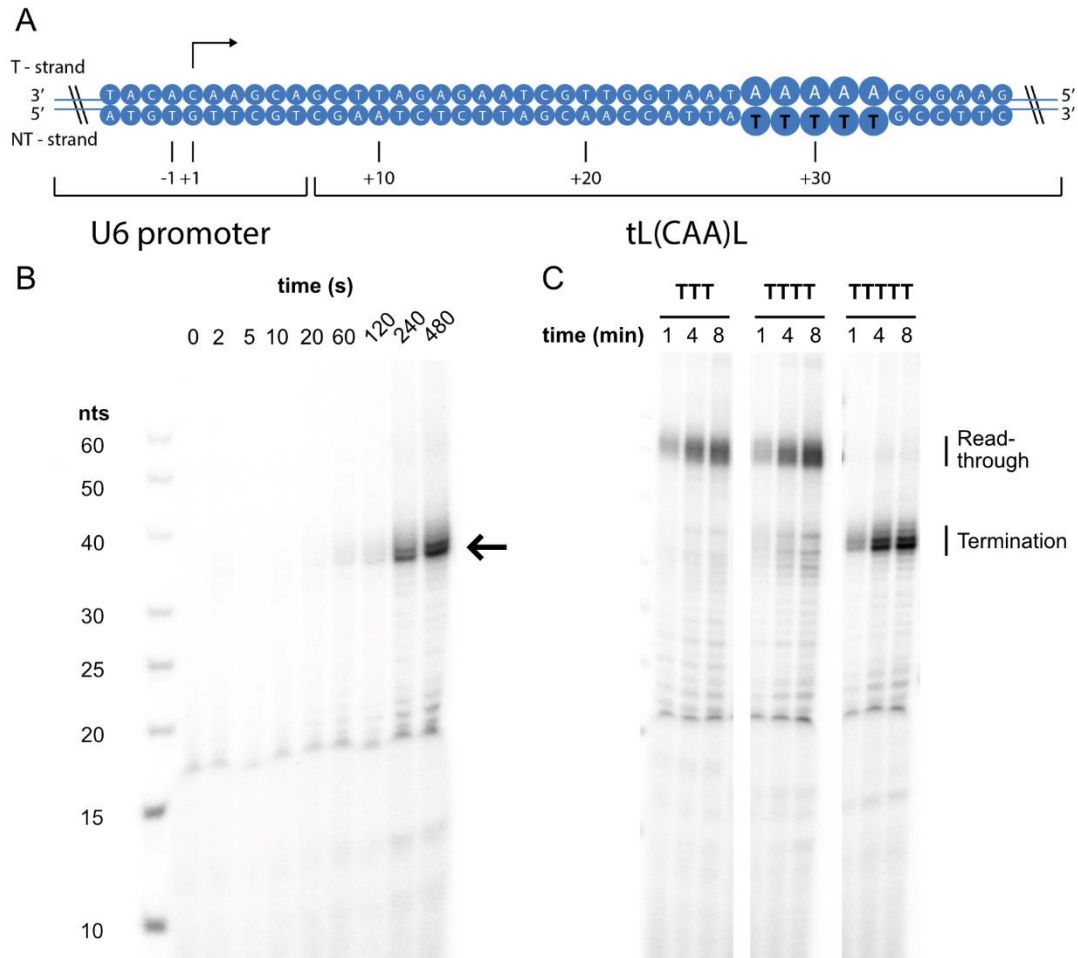 A
T - strand
3' TACACAAGCAGCTTAGAGAATCGTTGGTAATAAAAACGGAAG 5'
5' ATGTGTTCGTCGAATCTCTTAGCAACCATTATTTTTGCCTTC 3'
NT - strand
-1 +1 +10 +20 +30
U6 promoter tL(CAA)L
B
time (s)
0 2 5 10 20 60 120 240 480
nts
60
50
40
30
25
20
15
10
C
TTT TTTT TTTTT
time (min) 1 4 8 1 4 8 1 4 8
Read-
through
Termination